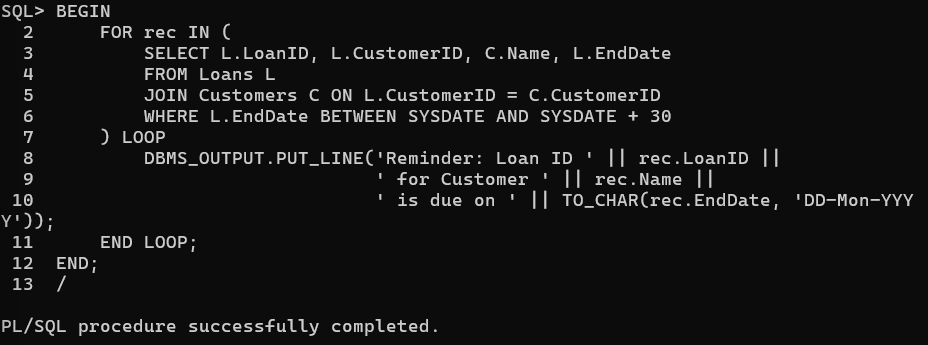 SQL> BEGIN
  2      FOR rec IN (
  3          SELECT L.LoanID, L.CustomerID, C.Name, L.EndDate
  4          FROM Loans L
  5          JOIN Customers C ON L.CustomerID = C.CustomerID
  6          WHERE L.EndDate BETWEEN SYSDATE AND SYSDATE + 30
  7      ) LOOP
  8          DBMS_OUTPUT.PUT_LINE('Reminder: Loan ID ' || rec.LoanID ||
  9                               ' for Customer ' || rec.Name ||
 10                               ' is due on ' || TO_CHAR(rec.EndDate, 'DD-Mon-YYY
Y'));
 11      END LOOP;
 12  END;
 13  /
PL/SQL procedure successfully completed.